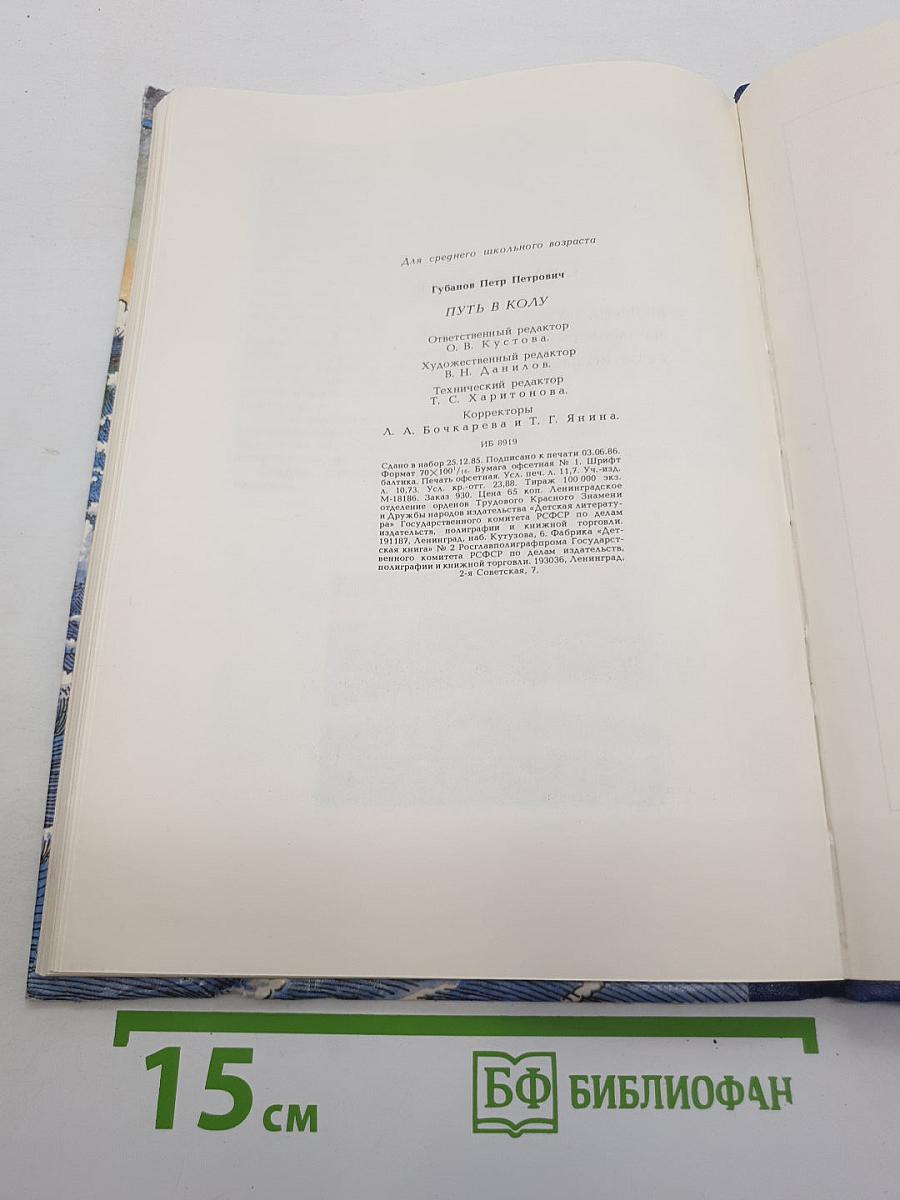 Для среднего школьного возраста
Губанов Петр Петрович
ПУТЬ В КОЛУ
Ответственный редактор
О. В. Кустова.
Художественный редактор
В. Н. Данилов.
Технический редактор
Т. С. Харитонова.
Корректоры
Л. А. Бочкарева и Т. Г. Янина.
ИБ 8919
Сдано в набор 25.12.85. Подписано к печати 03.06.86.
Формат 70×100 1/16. Бумага офсетная № 1. Шрифт
балтика. Печать офсетная. Усл. печ. л. 11,7. Уч.-изд.
л. 10,73. Усл. кр.-отт. 23,88. Тираж 100 000 экз.
М-18186. Заказ 930. Цена 65 коп. Ленинградское
отделение орденов Трудового Красного Знамени
и Дружбы народов издательства «Детская литерату-
ра» Государственного комитета РСФСР по делам
издательств, полиграфии и книжной торговли.
191187, Ленинград, наб. Кутузова, 6. Фабрика «Дет-
ская книга» № 2 Росглавполиграфпрома Государст-
венного комитета РСФСР по делам издательств,
полиграфии и книжной торговли. 193036, Ленинград,
2-я Советская, 7.
15 см
БФ БИБЛИОФАН